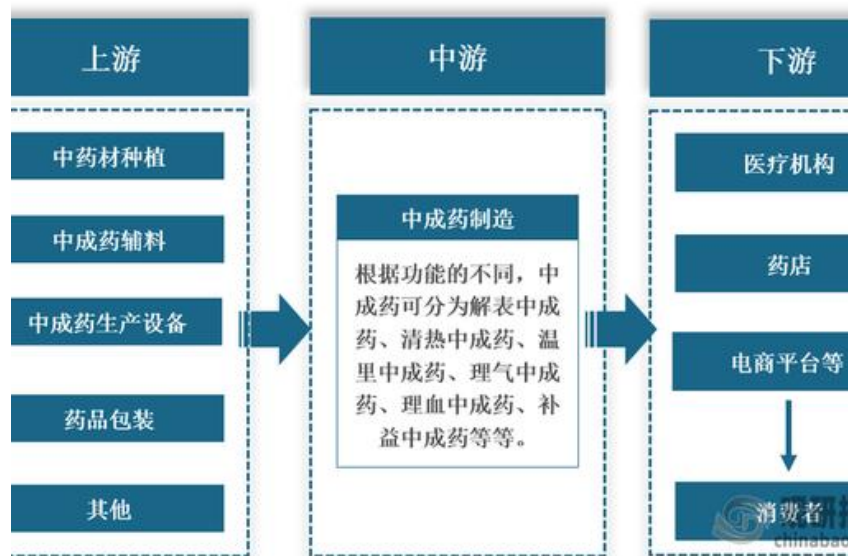 上游
中药材种植
中成药辅料
中成药生产设备
药品包装
其他
中游
中成药制造
根据功能的不同，中
成药可分为解表中成
药、清热中成药、温
里中成药、理气中成
药、理血中成药、补
益中成药等等。
下游
医疗机构
药店
电商平台等
消费者
chinabao